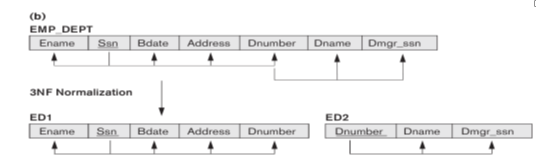 (b)
EMP_DEPT
Ename Ssn Bdate Address Dnumber Dname Dmgr_ssn
3NF Normalization
ED1 ED2
Ename Ssn Bdate Address Dnumber Dnumber Dname Dmgr_ssn